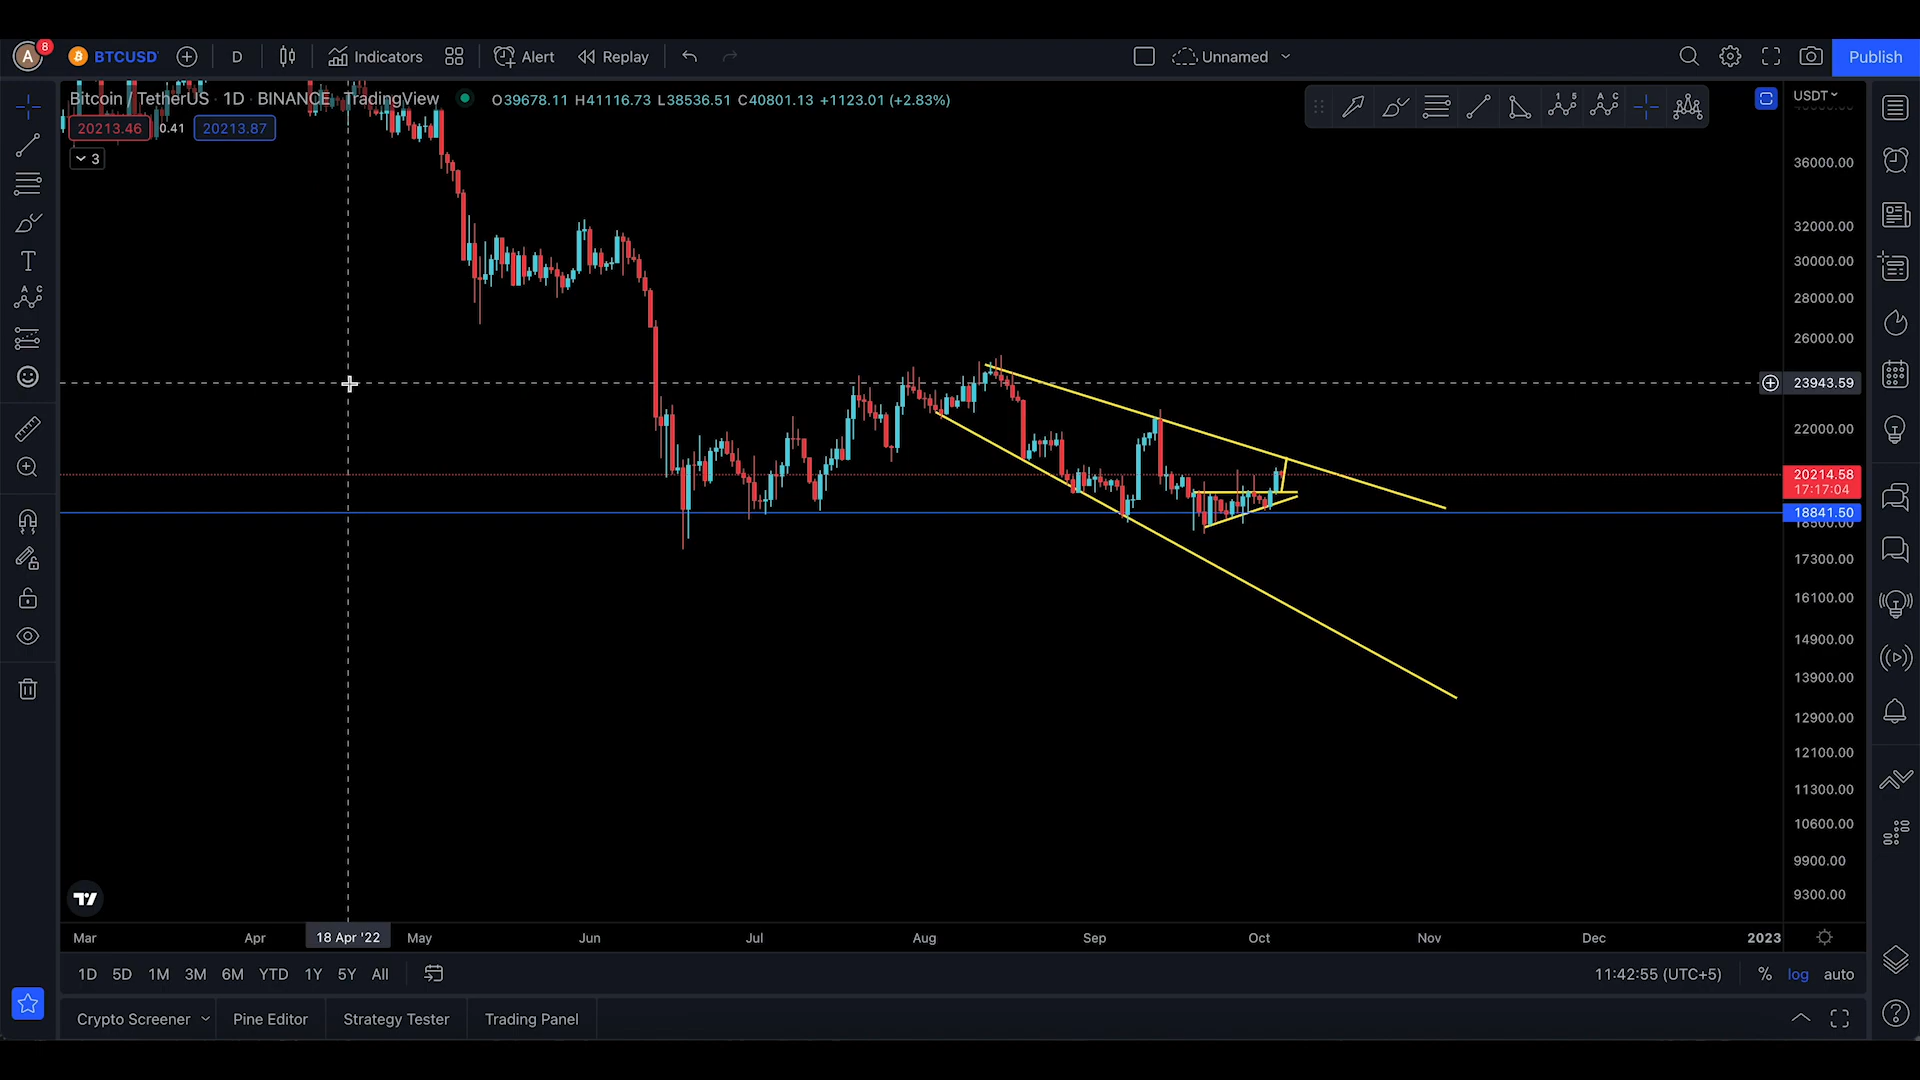 A 8 BTCUSD D Indicators Alert Replay Unnamed Publish
Bitcoin / TetherUS · 1D · BINANCE · TradingView O39678.11 H41116.73 L38536.51 C40801.13 +1123.01 (+2.83%)
20213.46 0.41 20213.87
3
1 5 A C
A C
USDT
36000.00
32000.00
30000.00
28000.00
26000.00
23943.59
22000.00
20214.58
17:17:04
18841.50
18500.00
17300.00
16100.00
14900.00
13900.00
12900.00
12100.00
11300.00
10600.00
9900.00
9300.00
Mar Apr 18 Apr '22 May Jun Jul Aug Sep Oct Nov Dec 2023
1D 5D 1M 3M 6M YTD 1Y 5Y All 11:42:55 (UTC+5) % log auto
Crypto Screener Pine Editor Strategy Tester Trading Panel